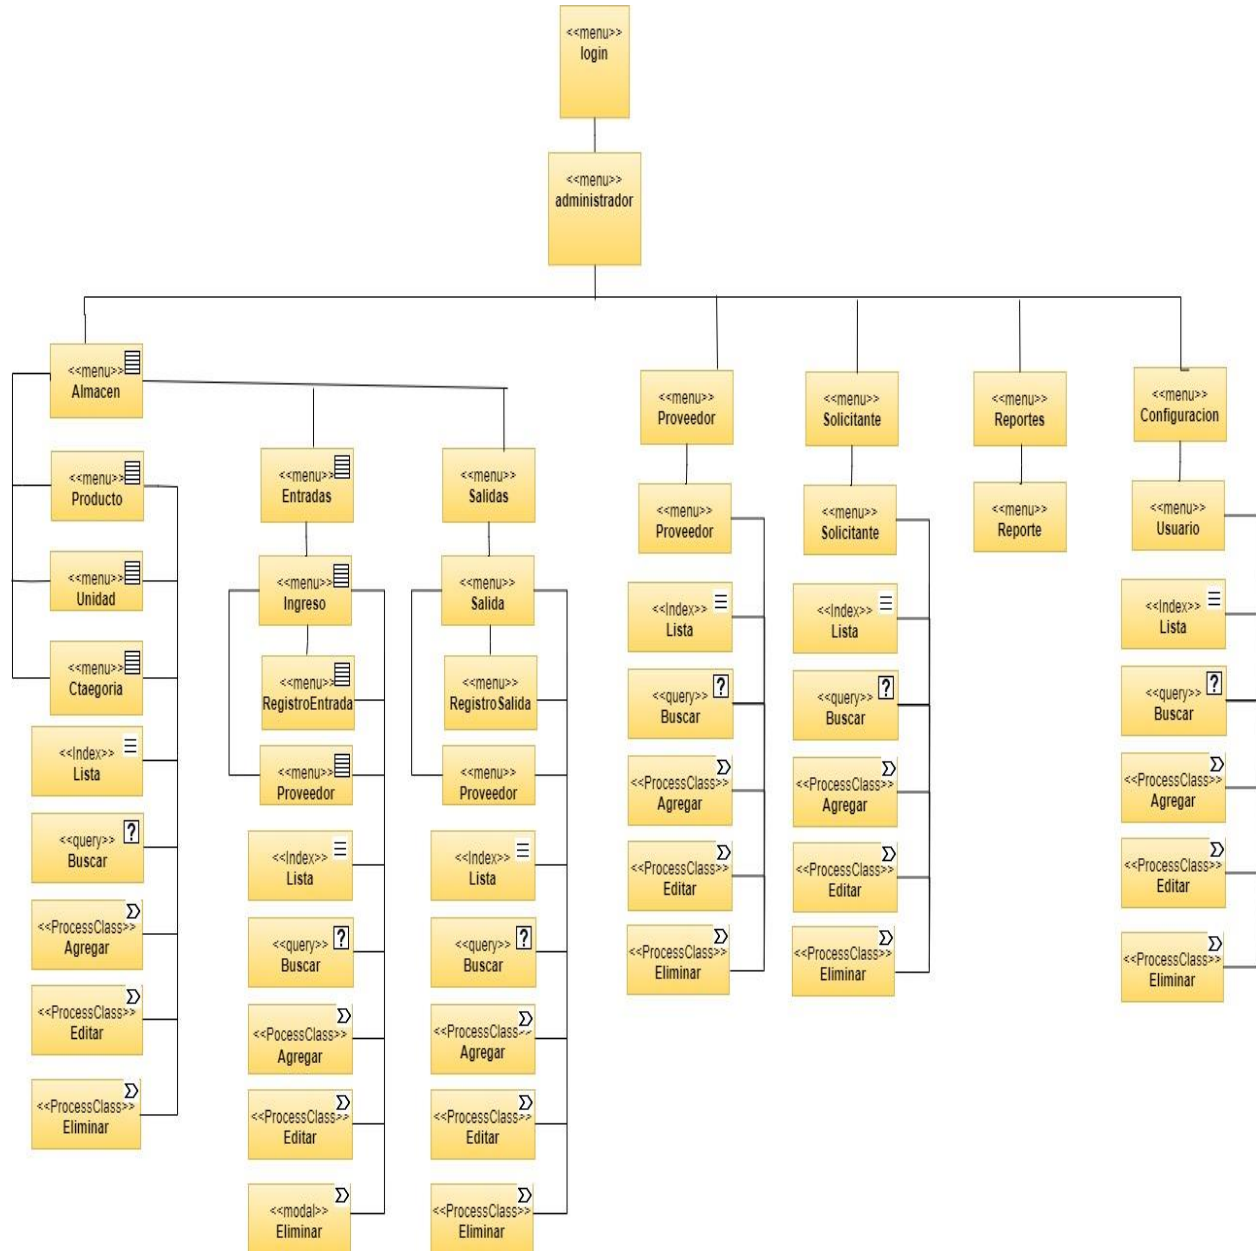 <<menu>>
login
<<menu>>
administrador
<<menu>>
Almacen
<<menu>>
Producto
<<menu>>
Unidad
<<menu>>
Ctaegoria
<<Index>>
Lista
<<query>>
?
Buscar
<<ProcessClass>>
Agregar
<<ProcessClass>>
Editar
<<ProcessClass>>
Eliminar
<<menu>>
Entradas
<<menu>>
Ingreso
<<menu>>
RegistroEntrada
<<menu>>
Proveedor
<<Index>>
Lista
<<query>>
?
Buscar
<<PocessClass>>
Agregar
<<ProcessClass>>
Editar
<<modal>>
Eliminar
<<menu>>
Salidas
<<menu>>
Salida
<<menu>>
RegistroSalida
<<menu>>
Proveedor
<<Index>>
Lista
<<query>>
?
Buscar
<<ProcessClass>>
Agregar
<<ProcessClass>>
Editar
<<ProcessClass>>
Eliminar
<<menu>>
Proveedor
<<menu>>
Proveedor
<<Index>>
Lista
<<query>>
?
Buscar
<<ProcessClass>>
Agregar
<<ProcessClass>>
Editar
<<ProcessClass>>
Eliminar
<<menu>>
Solicitante
<<menu>>
Solicitante
<<Index>>
Lista
<<query>>
?
Buscar
<<ProcessClass>>
Agregar
<<ProcessClass>>
Editar
<<ProcessClass>>
Eliminar
<<menu>>
Reportes
<<menu>>
Reporte
<<menu>>
Configuracion
<<menu>>
Usuario
<<Index>>
Lista
<<query>>
?
Buscar
<<ProcessClass>>
Agregar
<<ProcessClass>>
Editar
<<ProcessClass>>
Eliminar